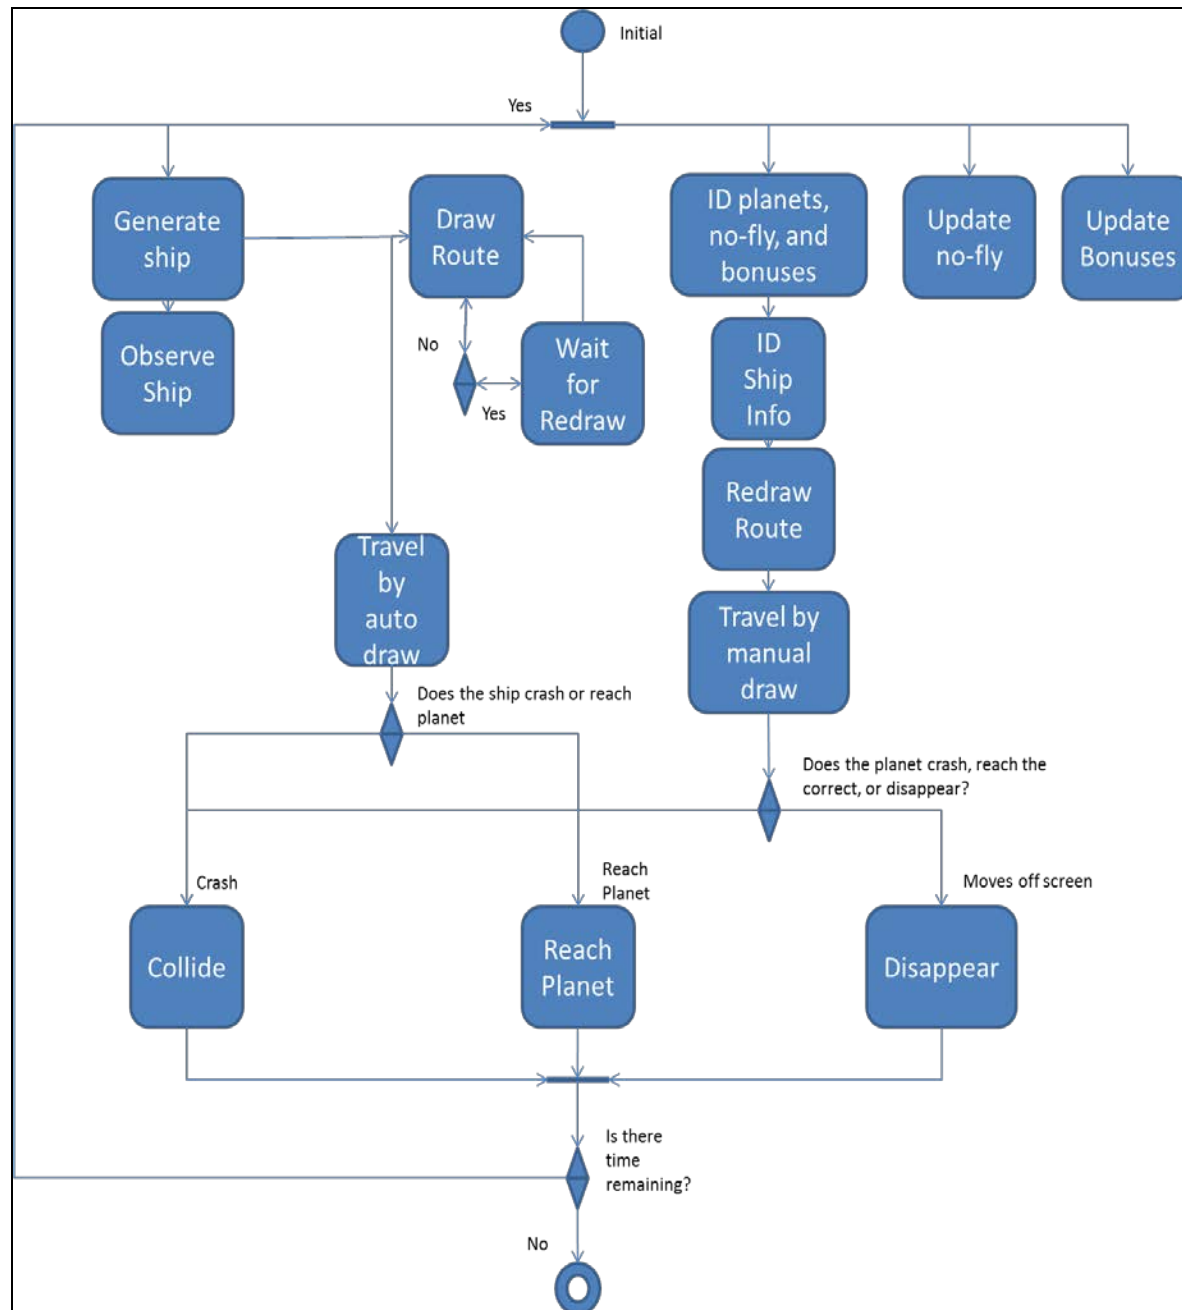 Initial
Yes
Generate
ship
Draw
Route
ID planets,
no-fly, and
bonuses
Update
no-fly
Update
Bonuses
Observe
Ship
No
Yes
Wait
for
Redraw
ID
Ship
Info
Redraw
Route
Travel
by
auto
draw
Travel by
manual
draw
Does the ship crash or reach
planet
Does the planet crash, reach the
correct, or disappear?
Crash
Reach
Planet
Moves off screen
Collide
Reach
Planet
Disappear
Is there
time
remaining?
No